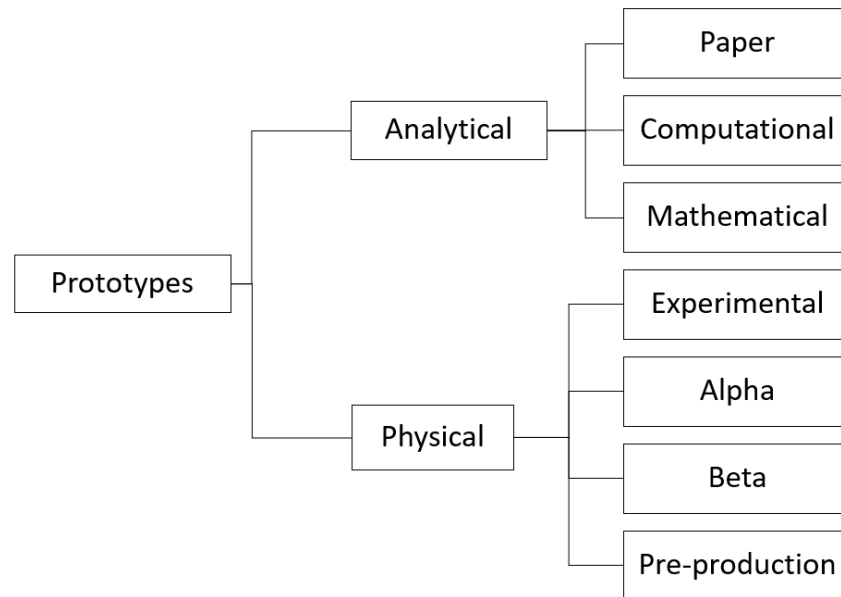 Prototypes
Analytical
Paper
Computational
Mathematical
Physical
Experimental
Alpha
Beta
Pre-production